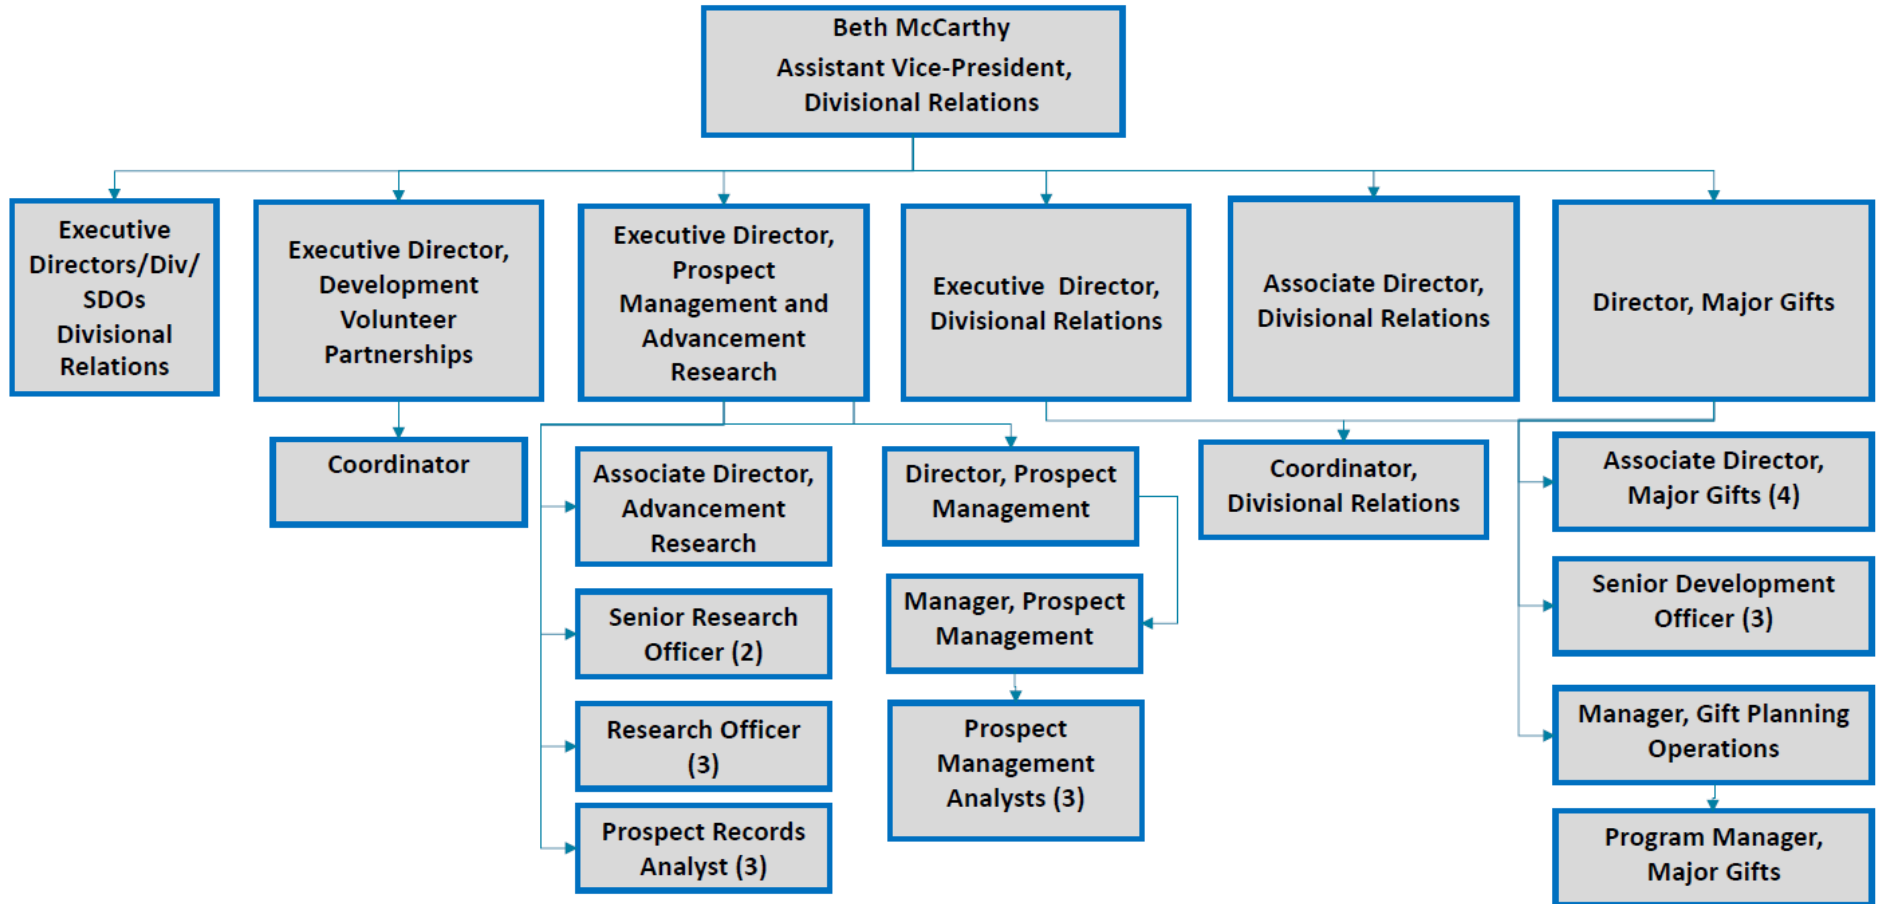 Beth McCarthy
Assistant Vice-President,
Divisional Relations
Executive
Directors/Div/
SDOs
Divisional
Relations
Executive Director,
Development
Volunteer
Partnerships
Executive Director,
Prospect
Management and
Advancement
Research
Executive Director,
Divisional Relations
Associate Director,
Divisional Relations
Director, Major Gifts
Coordinator
Associate Director,
Advancement
Research
Senior Research
Officer (2)
Research Officer
(3)
Prospect Records
Analyst (3)
Director, Prospect
Management
Manager, Prospect
Management
Prospect
Management
Analysts (3)
Coordinator,
Divisional Relations
Associate Director,
Major Gifts (4)
Senior Development
Officer (3)
Manager, Gift Planning
Operations
Program Manager,
Major Gifts